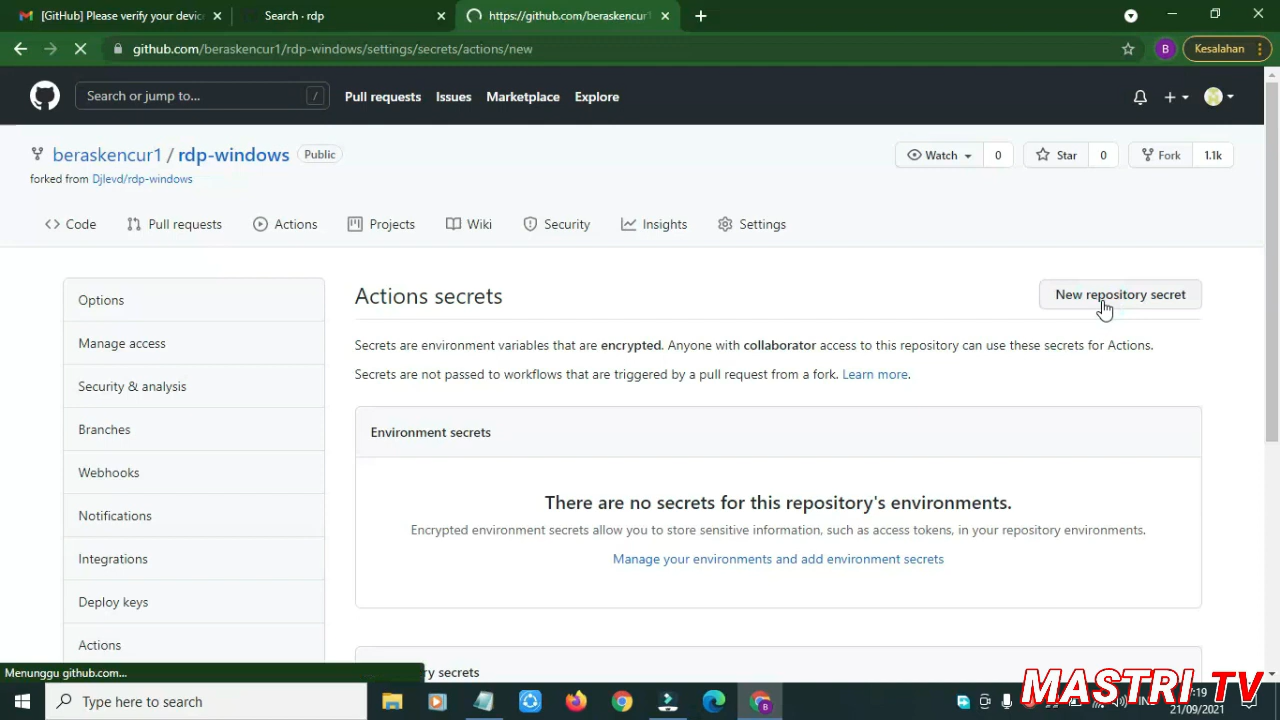 [GitHub] Please verify your devic
Search · rdp
https://github.com/beraskencur1
github.com/beraskencur1/rdp-windows/settings/secrets/actions/new
B
Kesalahan
Search or jump to...
/
Pull requests
Issues
Marketplace
Explore
beraskencur1 / rdp-windows
Public
Watch
0
Star
0
Fork
1.1k
forked from Djlevd/rdp-windows
Code
Pull requests
Actions
Projects
Wiki
Security
Insights
Settings
Options
Manage access
Security & analysis
Branches
Webhooks
Notifications
Integrations
Deploy keys
Actions
Actions secrets
New repository secret
Secrets are environment variables that are encrypted. Anyone with collaborator access to this repository can use these secrets for Actions.
Secrets are not passed to workflows that are triggered by a pull request from a fork. Learn more.
Environment secrets
There are no secrets for this repository's environments.
Encrypted environment secrets allow you to store sensitive information, such as access tokens, in your repository environments.
Manage your environments and add environment secrets
secrets
Menunggu github.com...
Type here to search
MASTRI TV
:19
21/09/2021